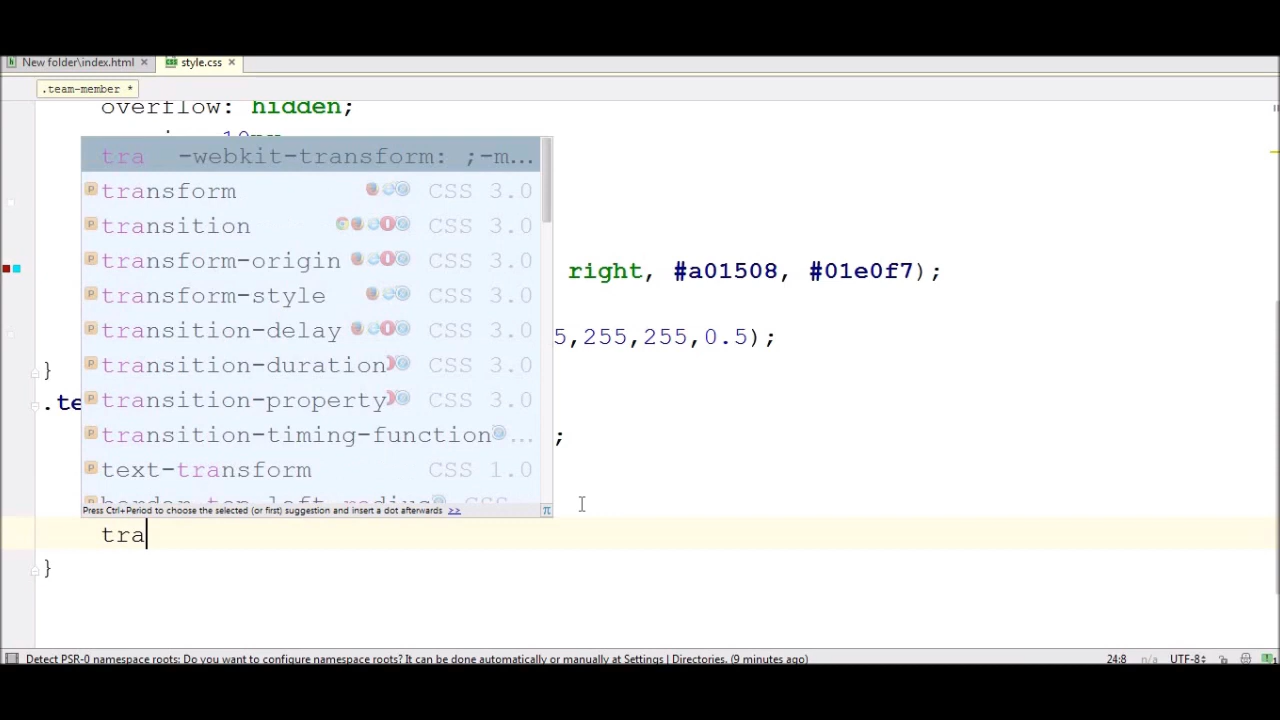 New folder\index.html style.css
.team-member *
overflow: hidden;
tra -webkit-transform: ;-m...
transform CSS 3.0
transition CSS 3.0
transform-origin CSS 3.0
right, #a01508, #01e0f7);
transform-style CSS 3.0
transition-delay CSS 3.0
5,255,255,0.5);
transition-duration CSS 3.0
}
transition-property CSS 3.0
.te
transition-timing-function ...
;
text-transform CSS 1.0
border-top-left-radius CSS
Press Ctrl+Period to choose the selected (or first) suggestion and insert a dot afterwards >> π
tra
}
Detect PSR-0 namespace roots: Do you want to configure namespace roots? It can be done automatically or manually at Settings | Directories. (9 minutes ago) 24:8 n/a UTF-8